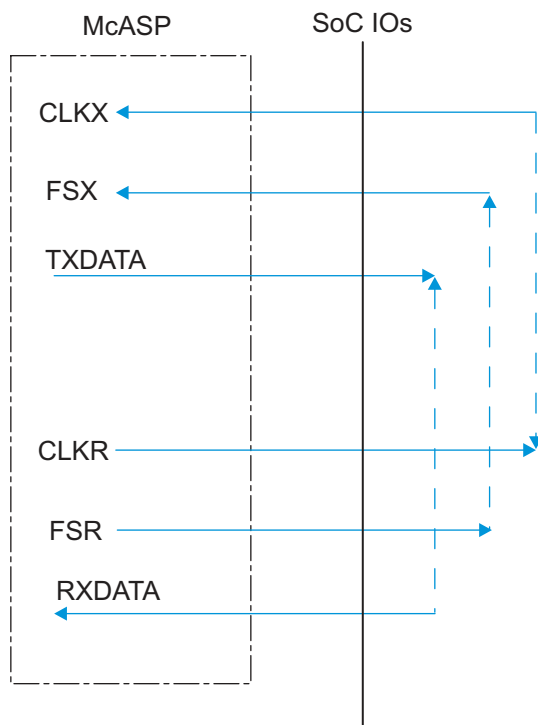 McASP
SoC IOs
CLKX
FSX
TXDATA
CLKR
FSR
RXDATA